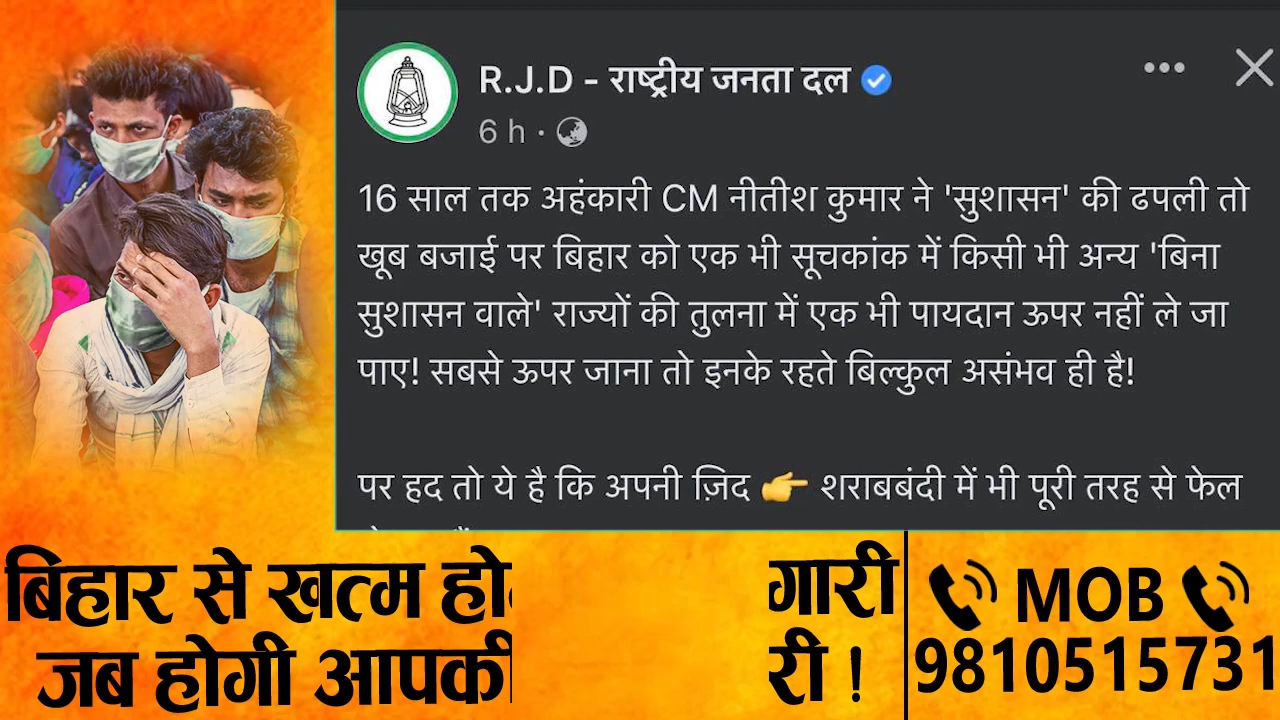 R.J.D - राष्ट्रीय जनता दल
6 h ·
16 साल तक अहंकारी CM नीतीश कुमार ने 'सुशासन' की ढपली तो
खूब बजाई पर बिहार को एक भी सूचकांक में किसी भी अन्य 'बिना
सुशासन वाले' राज्यों की तुलना में एक भी पायदान ऊपर नहीं ले जा
पाए! सबसे ऊपर जाना तो इनके रहते बिल्कुल असंभव ही है!
पर हद तो ये है कि अपनी ज़िद 👉 शराबबंदी में भी पूरी तरह से फेल
बिहार से खत्म हो गारी
जब होगी आपकी री !
MOB
9810515731